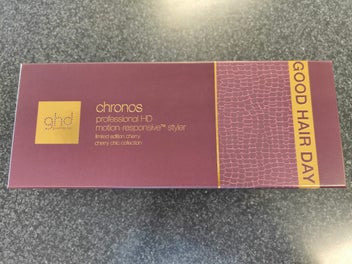 ghd
chronos
professional HD
motion-responsive™ styler
limited edition cherry
cherry chic collection
GOOD HAIR DAY